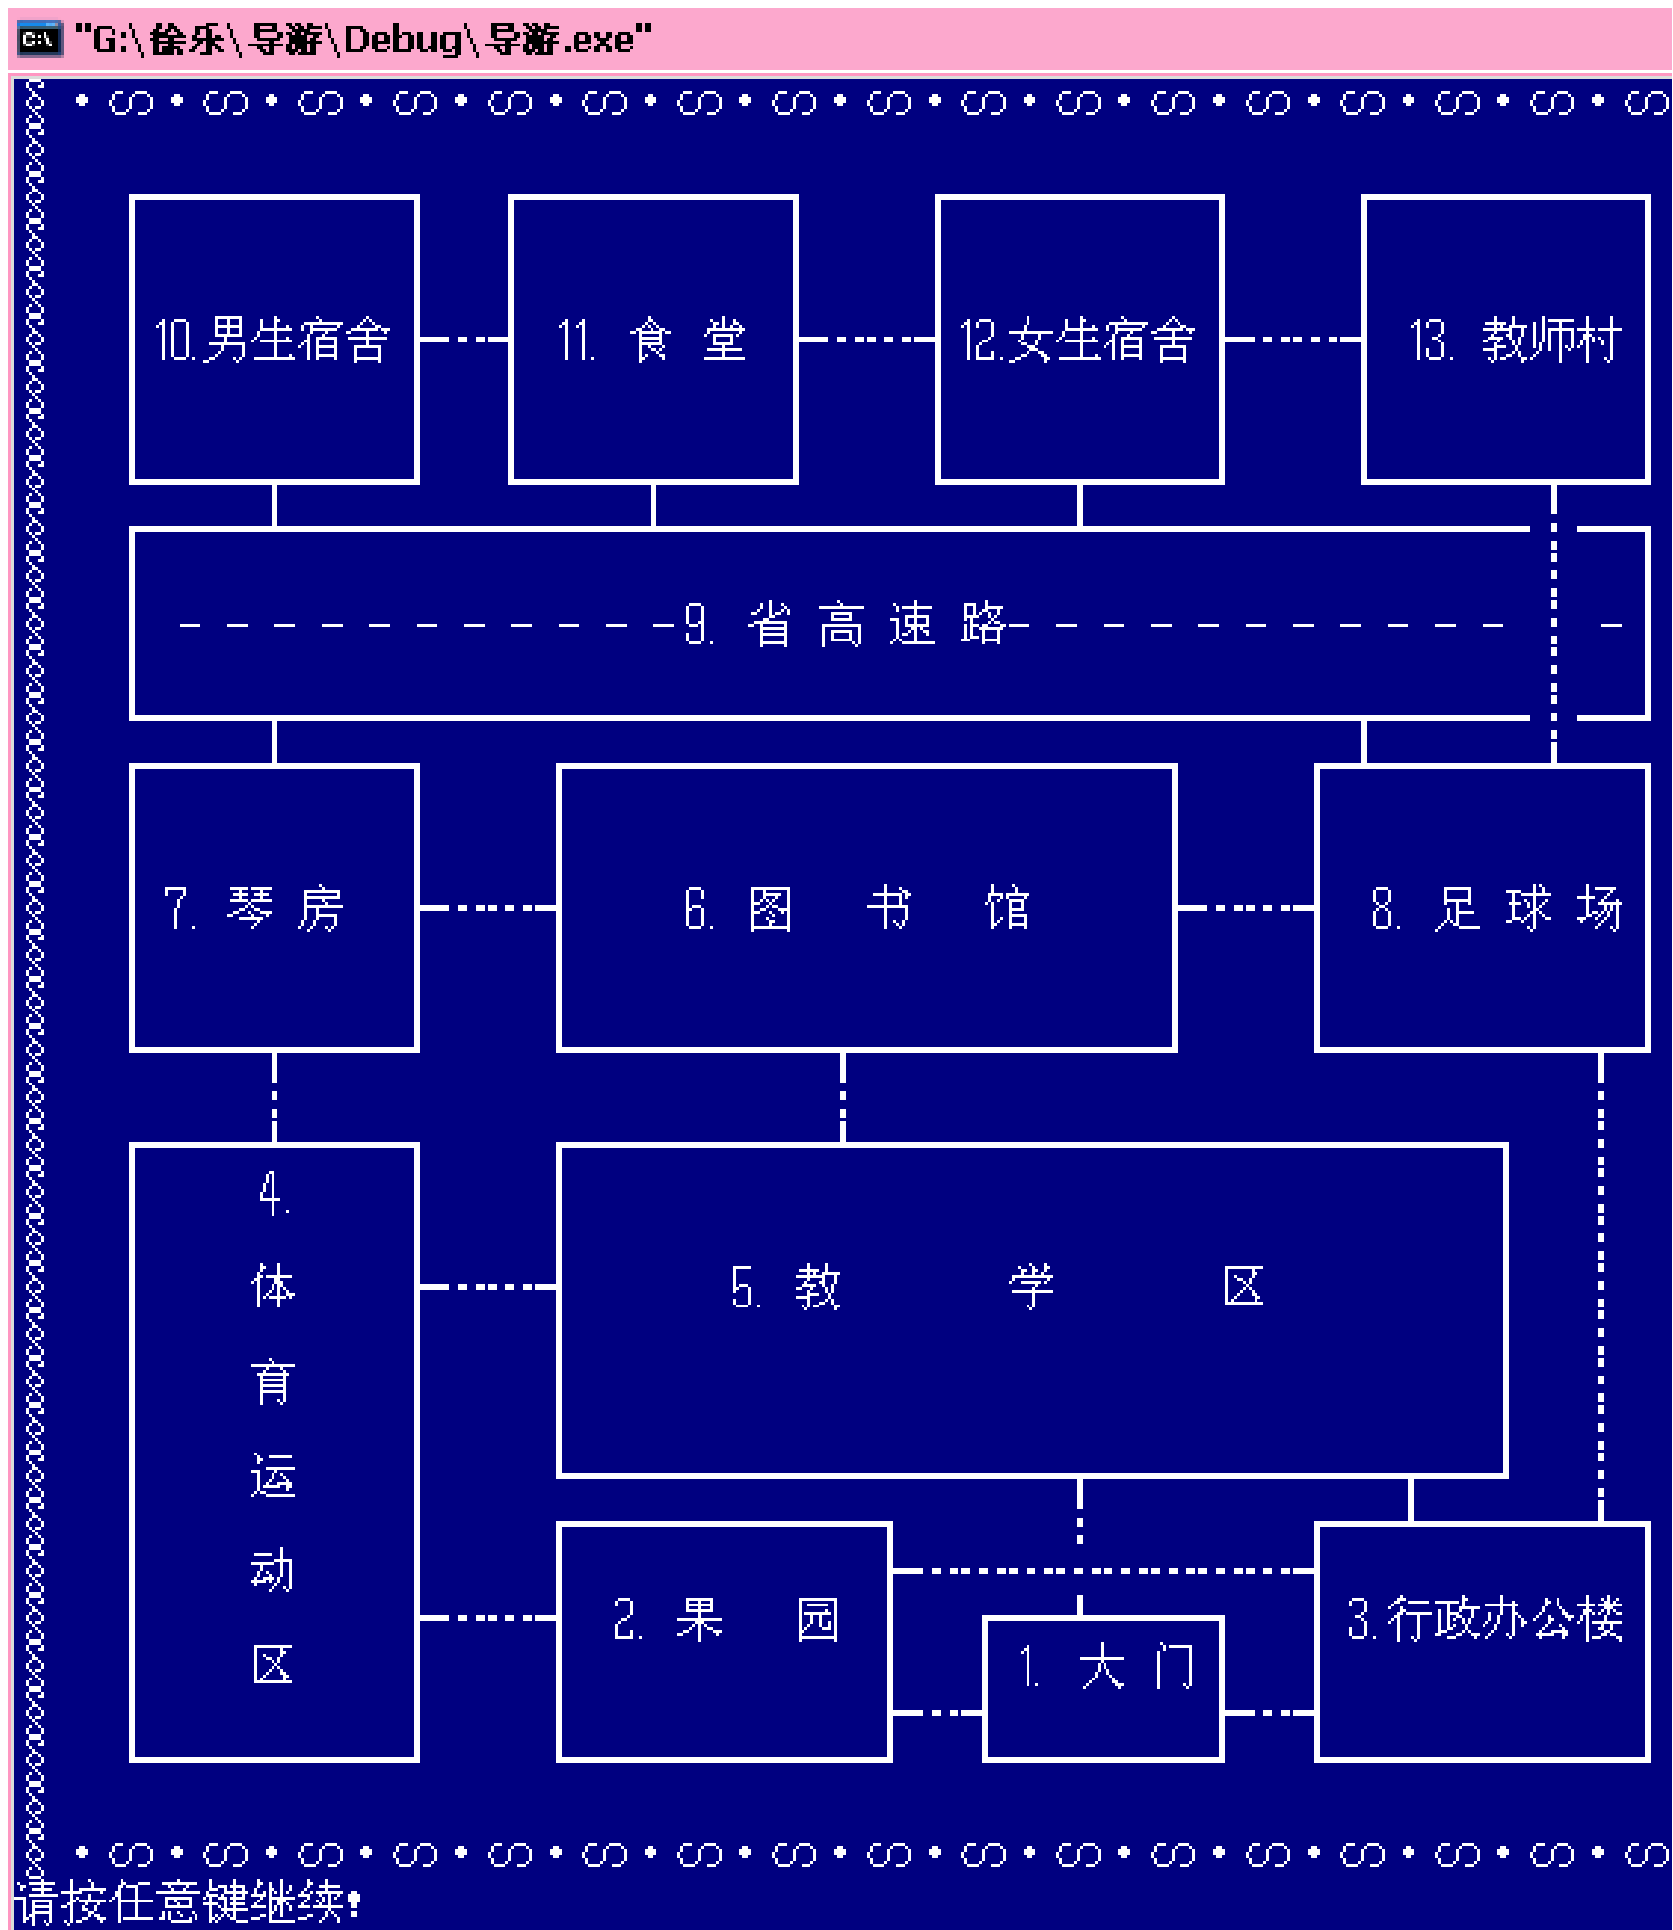 "G:\徐乐\导游\Debug\导游.exe"
10.男生宿舍
11. 食 堂
12.女生宿舍
13. 教师村
9. 省 高 速 路
7. 琴 房
6. 图 书 馆
8. 足 球 场
4.
体
育
运
动
区
5. 教 学 区
2. 果 园
1. 大 门
3.行政办公楼
请按任意键继续!